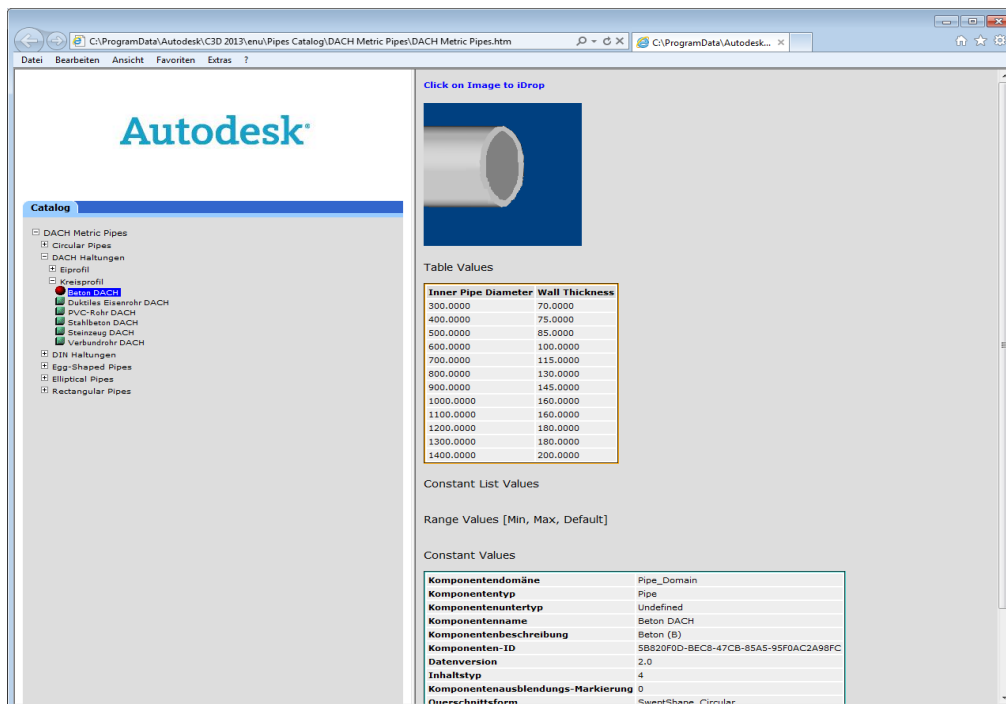 C:\ProgramData\Autodesk\C3D 2013\enu\Pipes Catalog\DACH Metric Pipes\DACH Metric Pipes.htm
C:\ProgramData\Autodesk...
Datei Bearbeiten Ansicht Favoriten Extras ?
Autodesk®
Catalog
DACH Metric Pipes
Circular Pipes
DACH Haltungen
Eiprofil
Kreisprofil
Beton DACH
Duktiles Eisenrohr DACH
PVC-Rohr DACH
Stahlbeton DACH
Steinzeug DACH
Verbundrohr DACH
DIN Haltungen
Egg-Shaped Pipes
Elliptical Pipes
Rectangular Pipes
Click on Image to iDrop
Table Values
Inner Pipe Diameter Wall Thickness
300.0000 70.0000
400.0000 75.0000
500.0000 85.0000
600.0000 100.0000
700.0000 115.0000
800.0000 130.0000
900.0000 145.0000
1000.0000 160.0000
1100.0000 160.0000
1200.0000 180.0000
1300.0000 180.0000
1400.0000 200.0000
Constant List Values
Range Values [Min, Max, Default]
Constant Values
Komponentendomäne Pipe_Domain
Komponententyp Pipe
Komponentenuntertyp Undefined
Komponentenname Beton DACH
Komponentenbeschreibung Beton (B)
Komponenten-ID 5B820F0D-BEC8-47CB-85A5-95F0AC2A98FC
Datenversion 2.0
Inhaltstyp 4
Komponentenausblendungs-Markierung 0
Querschnittsform SweptShape_Circular